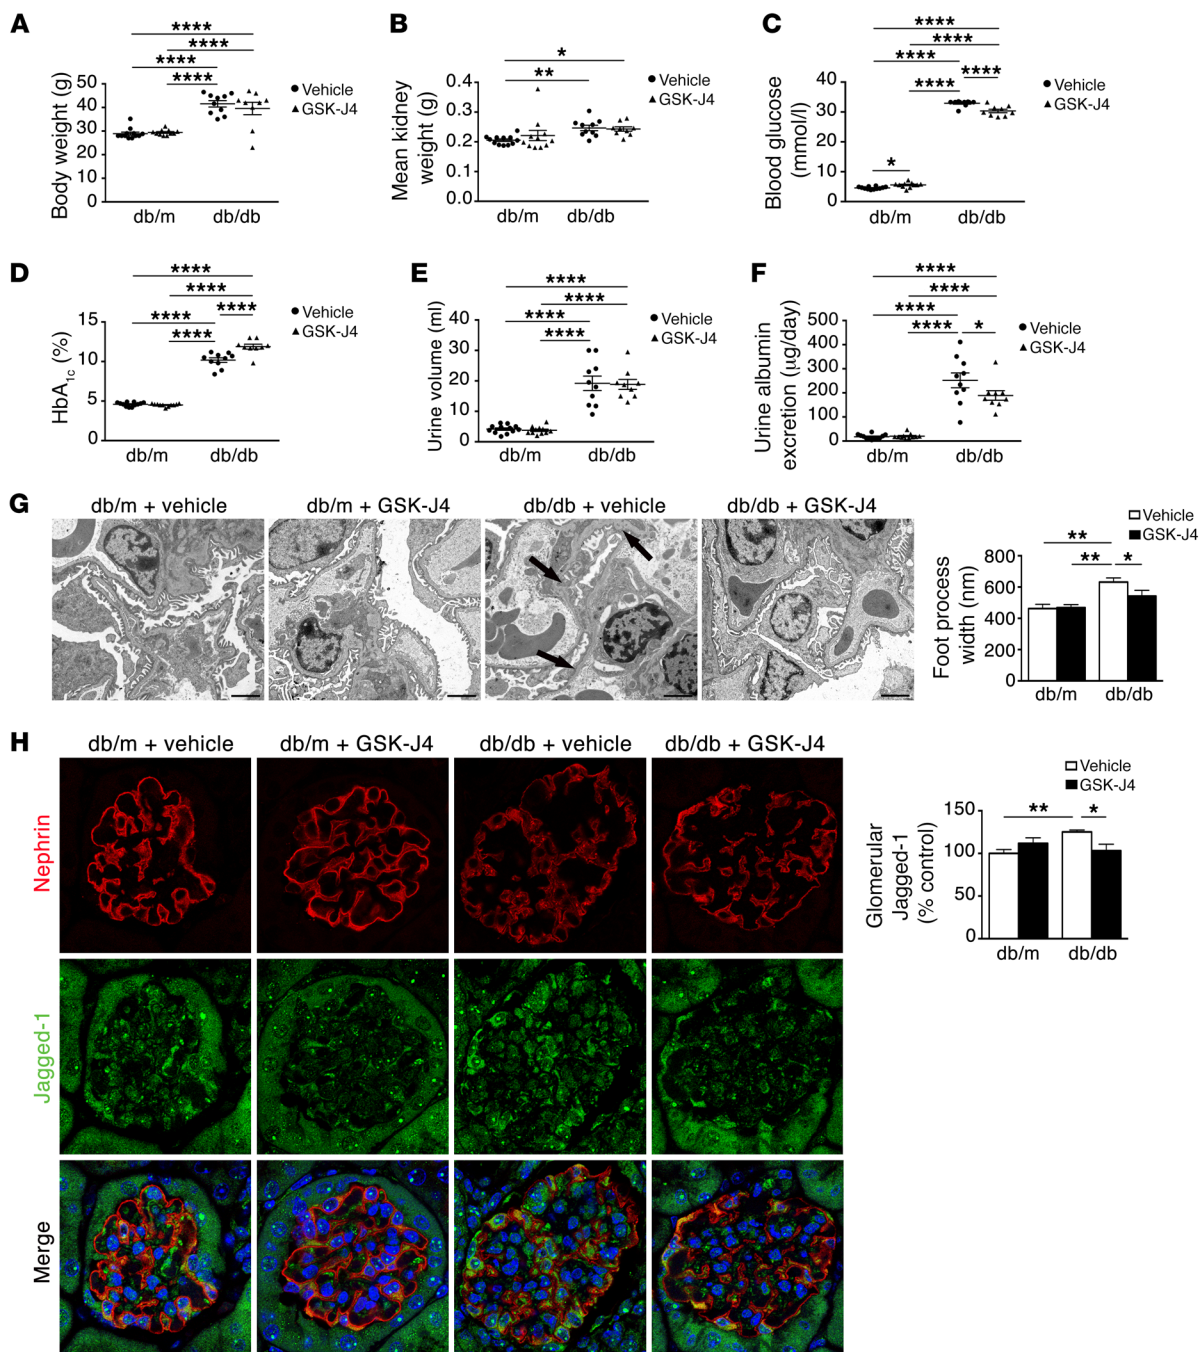 A
****
****
****
****
Body weight (g)
50
40
30
20
10
0
db/m
db/db
Vehicle
GSK-J4
B
*
**
Mean kidney
weight (g)
0.4
0.3
0.2
0.1
0.0
db/m
db/db
Vehicle
GSK-J4
C
****
****
****
****
****
*
Blood glucose
(mmol/l)
40
30
20
10
0
db/m
db/db
Vehicle
GSK-J4
D
****
****
****
****
****
HbA1c (%)
15
10
5
0
db/m
db/db
Vehicle
GSK-J4
E
****
****
****
****
Urine volume (ml)
40
30
20
10
0
db/m
db/db
Vehicle
GSK-J4
F
****
****
****
****
*
Urine albumin
excretion (µg/day)
500
400
300
200
100
0
db/m
db/db
Vehicle
GSK-J4
G
db/m + vehicle
db/m + GSK-J4
db/db + vehicle
db/db + GSK-J4
Vehicle
GSK-J4
**
**
*
Foot process
width (nm)
800
600
400
200
0
db/m
db/db
H
db/m + vehicle
db/m + GSK-J4
db/db + vehicle
db/db + GSK-J4
Nephrin
Jagged-1
Merge
Vehicle
GSK-J4
**
*
Glomerular
Jagged-1
(% control)
150
100
50
0
db/m
db/db